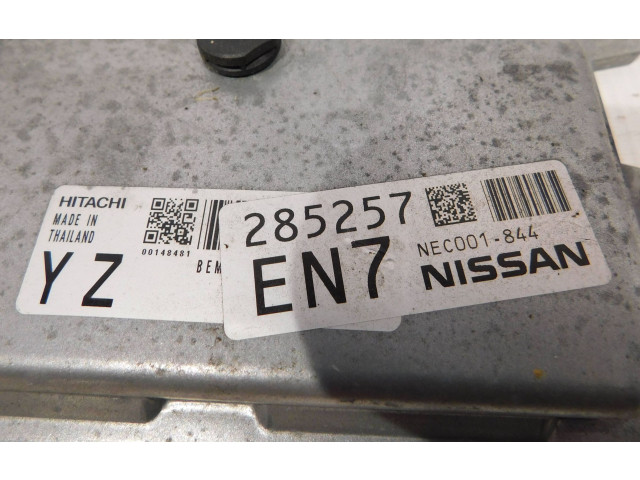 HITACHI
MADE IN
THAILAND
00148481
YZ
BEM
285257
EN7
NEC001-844
NISSAN